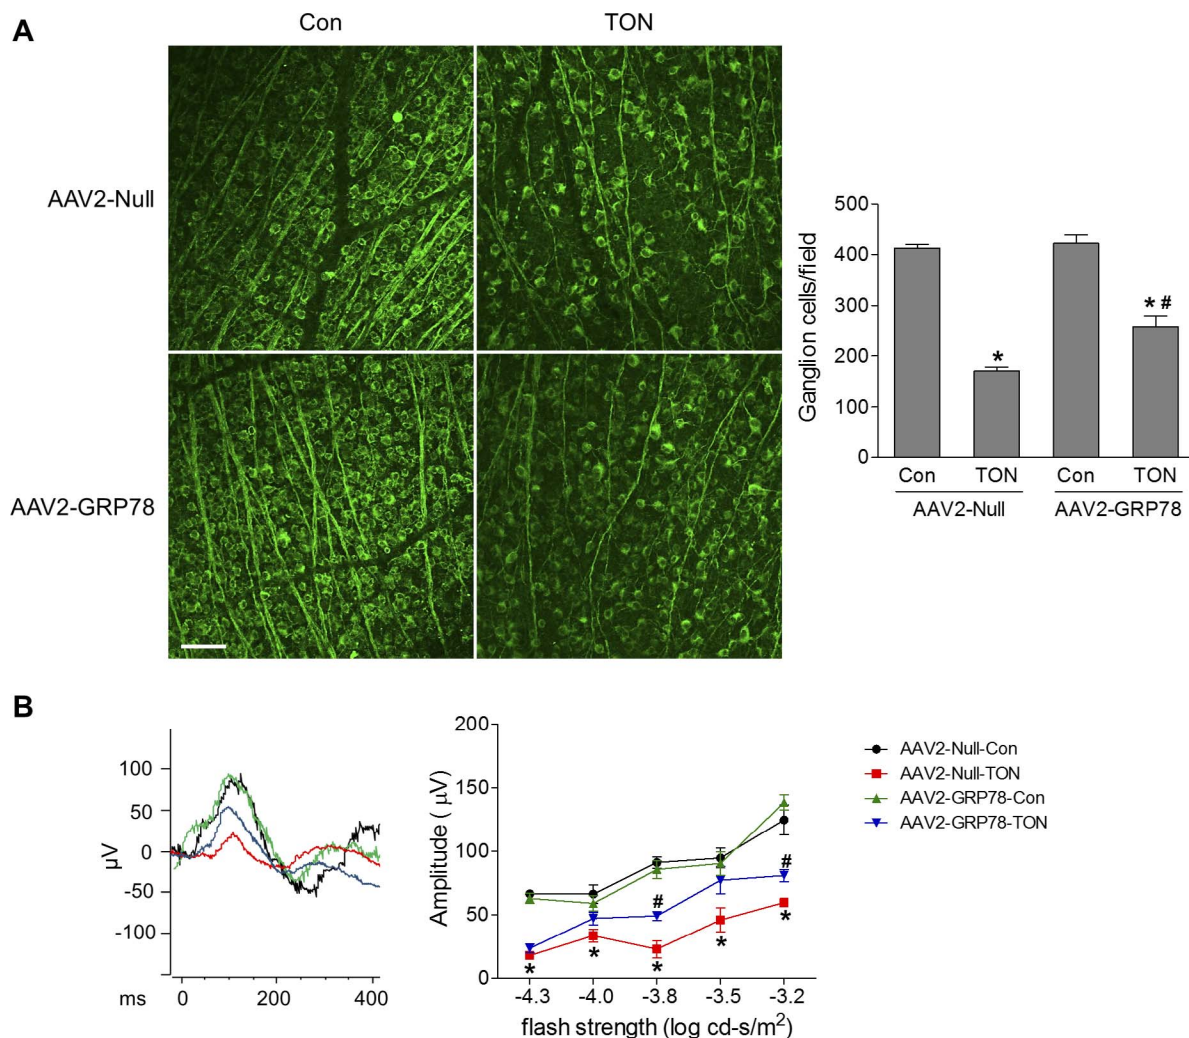 A
Con
TON
AAV2-Null
AAV2-GRP78
Ganglion cells/field
500
400
300
200
100
0
*
* #
Con
TON
Con
TON
AAV2-Null
AAV2-GRP78
B
μV
100
50
0
-50
-100
ms
0
200
400
Amplitude ( μV)
200
150
100
50
0
#
#
*
*
*
*
*
-4.3
-4.0
-3.8
-3.5
-3.2
flash strength (log cd-s/m²)
AAV2-Null-Con
AAV2-Null-TON
AAV2-GRP78-Con
AAV2-GRP78-TON